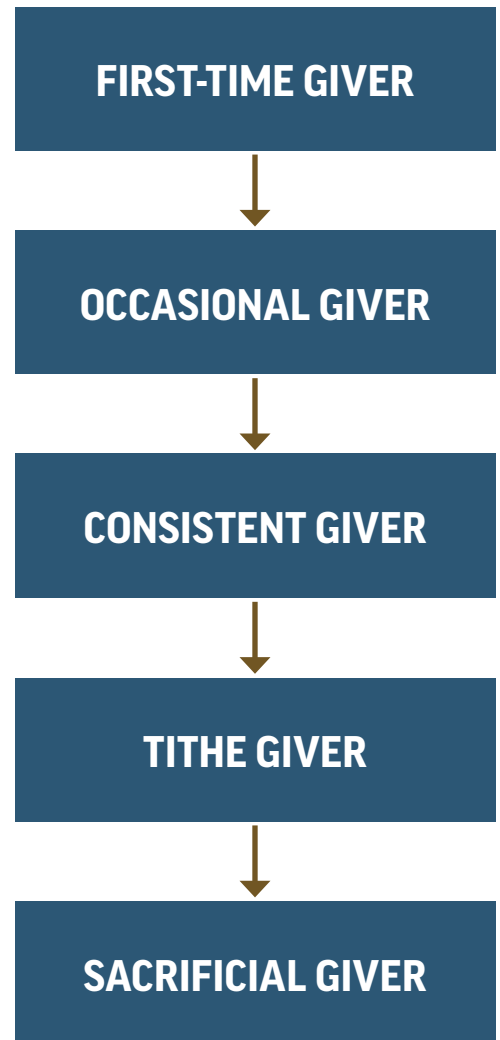 FIRST-TIME GIVER
OCCASIONAL GIVER
CONSISTENT GIVER
TITHE GIVER
SACRIFICIAL GIVER